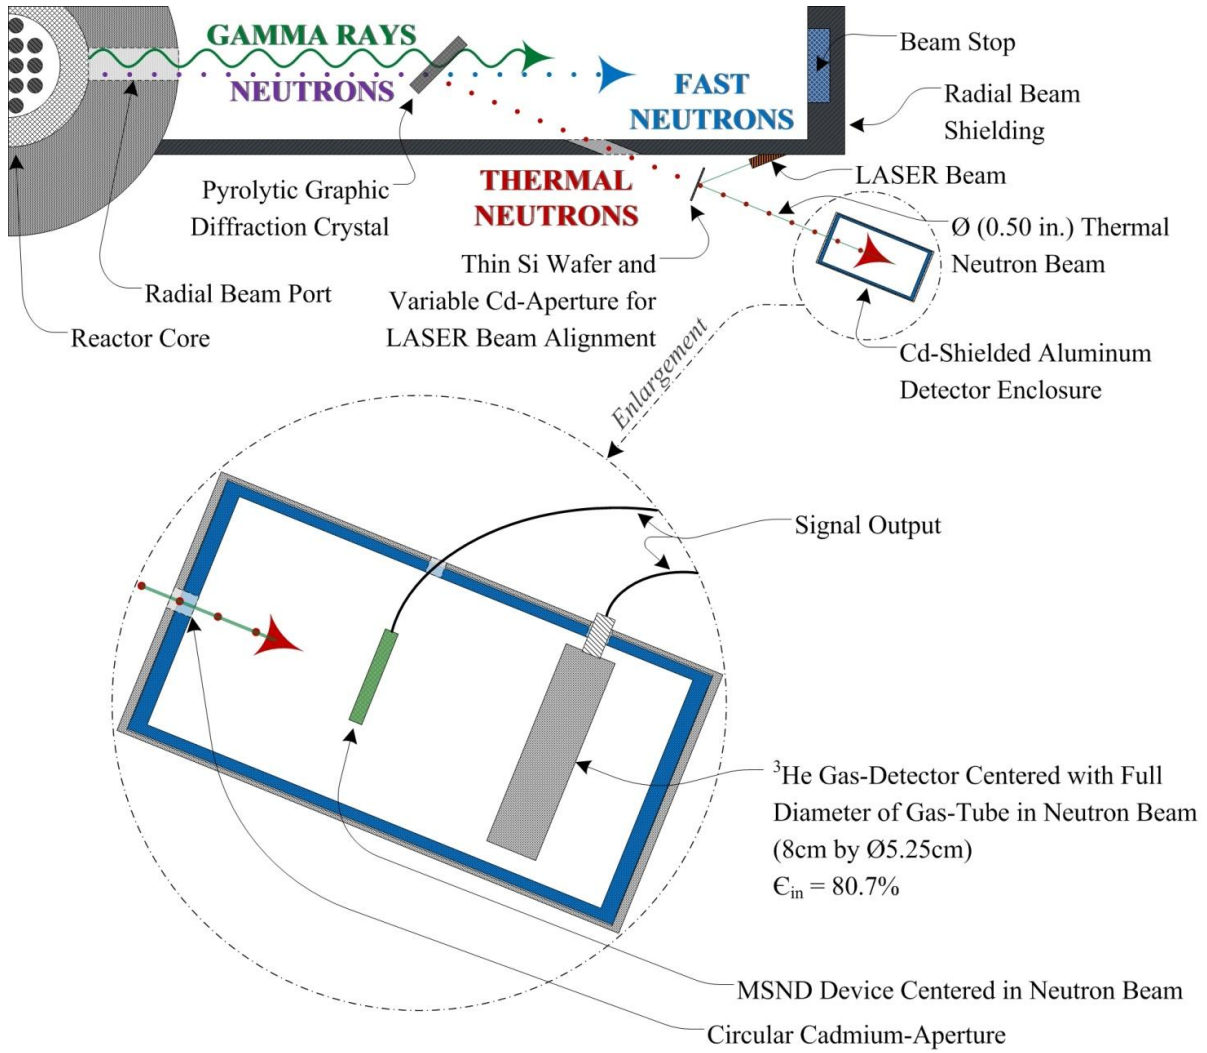 GAMMA RAYS
NEUTRONS
FAST
NEUTRONS
Beam Stop
Radial Beam
Shielding
Pyrolytic Graphic
Diffraction Crystal
THERMAL
NEUTRONS
LASER Beam
Ø (0.50 in.) Thermal
Neutron Beam
Thin Si Wafer and
Variable Cd-Aperture for
LASER Beam Alignment
Radial Beam Port
Reactor Core
Cd-Shielded Aluminum
Detector Enclosure
Enlargement
Signal Output
³He Gas-Detector Centered with Full
Diameter of Gas-Tube in Neutron Beam
(8cm by Ø5.25cm)
Єin = 80.7%
MSND Device Centered in Neutron Beam
Circular Cadmium-Aperture